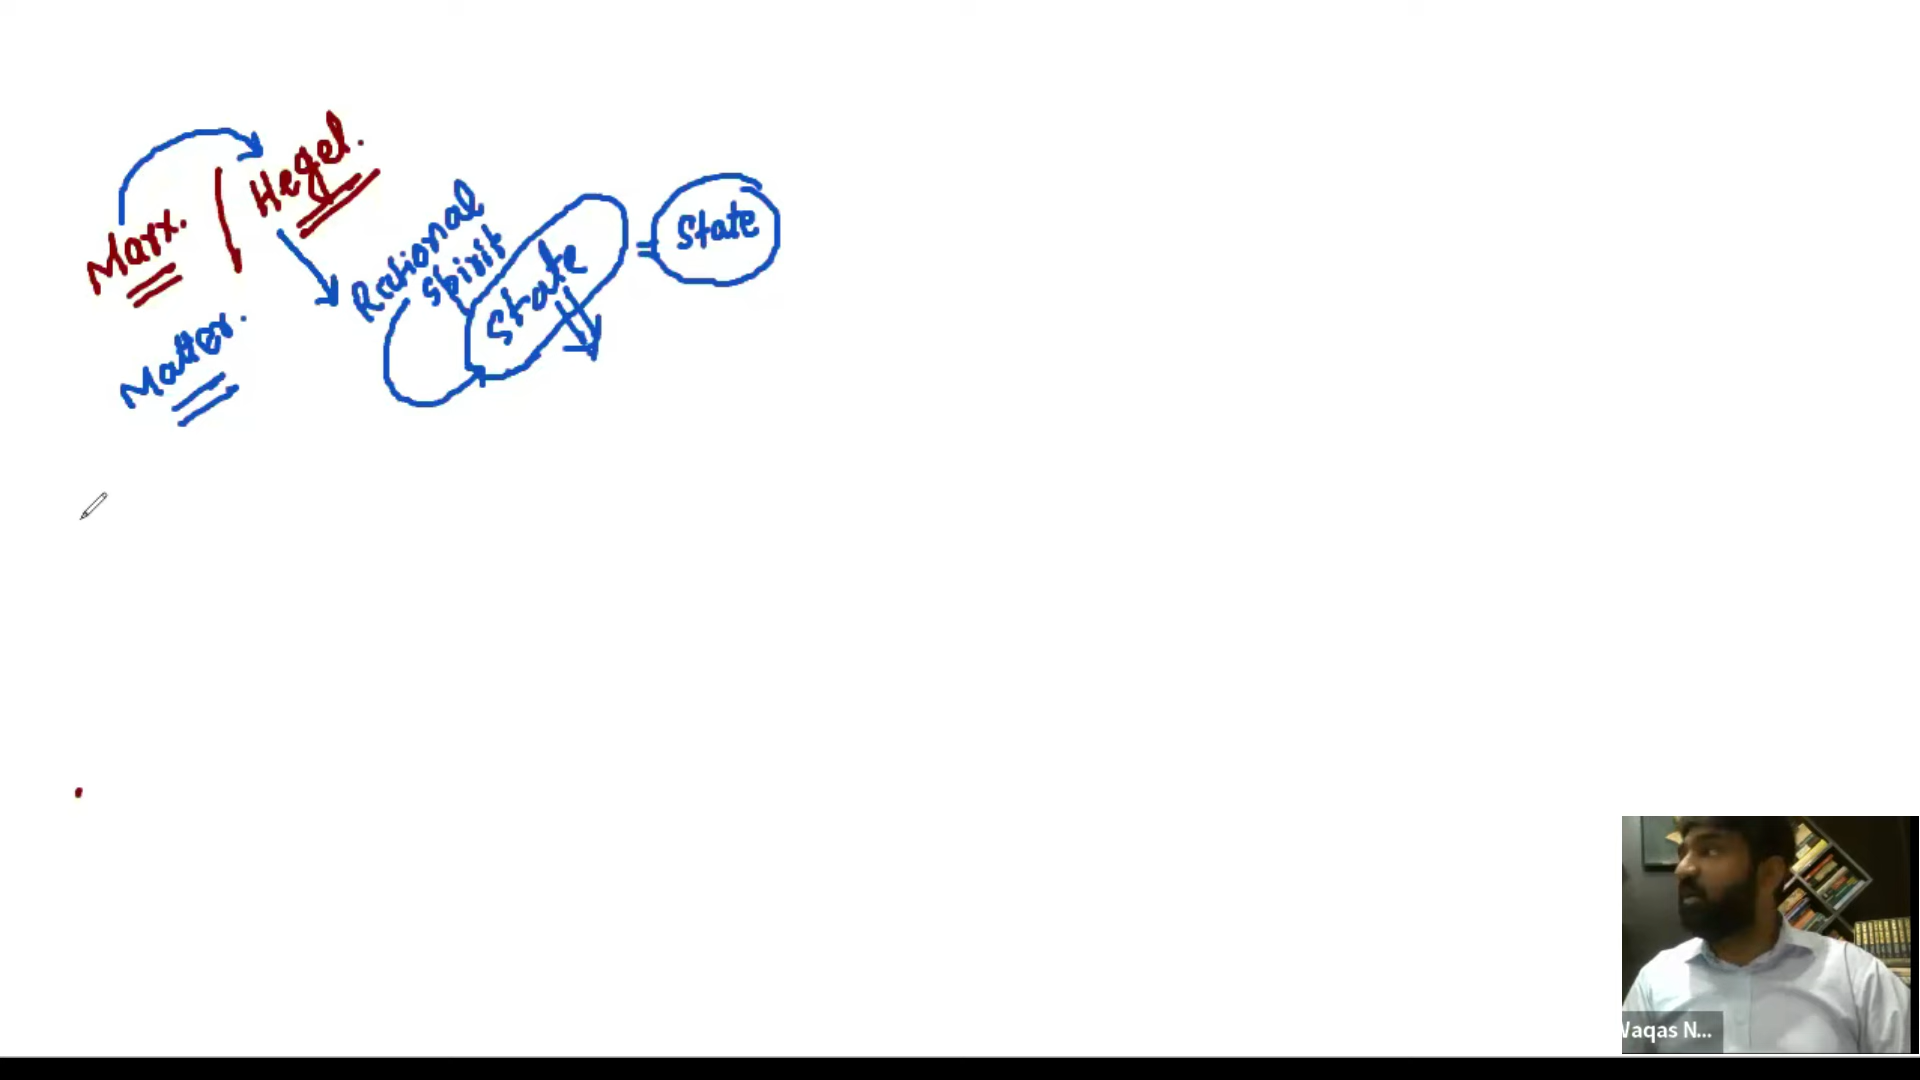 Marx.
Hegel.
Matter.
Rational
Spirit
State
= State
Waqas N...